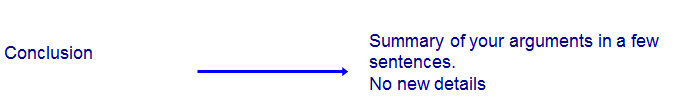 Conclusion
Summary of your arguments in a few
sentences.
No new details